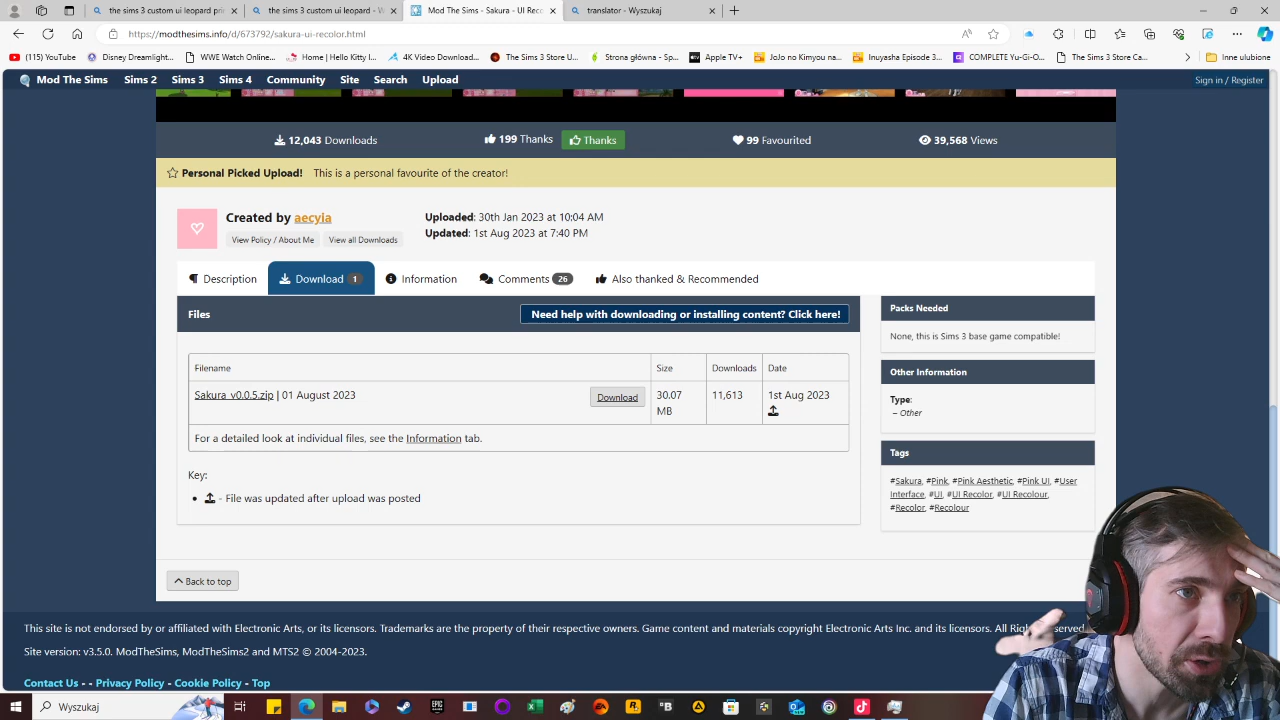 the sims 3 custom ui leopard pri
the sims 3 custom ui leopard - W
Mod The Sims - Sakura - UI Rec
translator - Wyszukaj
https://modthesims.info/d/673792/sakura-ui-recolor.html
(115) YouTube
Disney Dreamlight...
WWE Watch Online...
Home | Hello Kitty...
4K Video Download...
The Sims 3 Store U...
Strona główna - Sp...
Apple TV+
JoJo no Kimyou na...
Inuyasha Episode 3...
COMPLETE Yu-Gi-O...
The Sims 3 Store Ca...
Inne ulubione
Mod The Sims
Sims 2
Sims 3
Sims 4
Community
Site
Search
Upload
Sign in / Register
12,043 Downloads
199 Thanks
Thanks
99 Favourited
39,568 Views
Personal Picked Upload! This is a personal favourite of the creator!
Created by aecyia
View Policy / About Me
View all Downloads
Uploaded: 30th Jan 2023 at 10:04 AM
Updated: 1st Aug 2023 at 7:40 PM
Description
Download 1
Information
Comments 26
Also thanked & Recommended
Files
Need help with downloading or installing content? Click here!
Filename
Size
Downloads
Date
Sakura_v0.0.5.zip | 01 August 2023
Download
30.07
MB
11,613
1st Aug 2023
For a detailed look at individual files, see the Information tab.
Key:
- File was updated after upload was posted
Packs Needed
None, this is Sims 3 base game compatible!
Other Information
Type:
– Other
Tags
#Sakura, #Pink, #Pink Aesthetic, #Pink UI, #User
Interface, #UI, #UI Recolor, #UI Recolour,
#Recolor, #Recolour
Back to top
This site is not endorsed by or affiliated with Electronic Arts, or its licensors. Trademarks are the property of their respective owners. Game content and materials copyright Electronic Arts Inc. and its licensors. All Rights Reserved.
Site version: v3.5.0. ModTheSims, ModTheSims2 and MTS2 © 2004-2023.
Contact Us - - Privacy Policy - Cookie Policy - Top
Wyszukaj